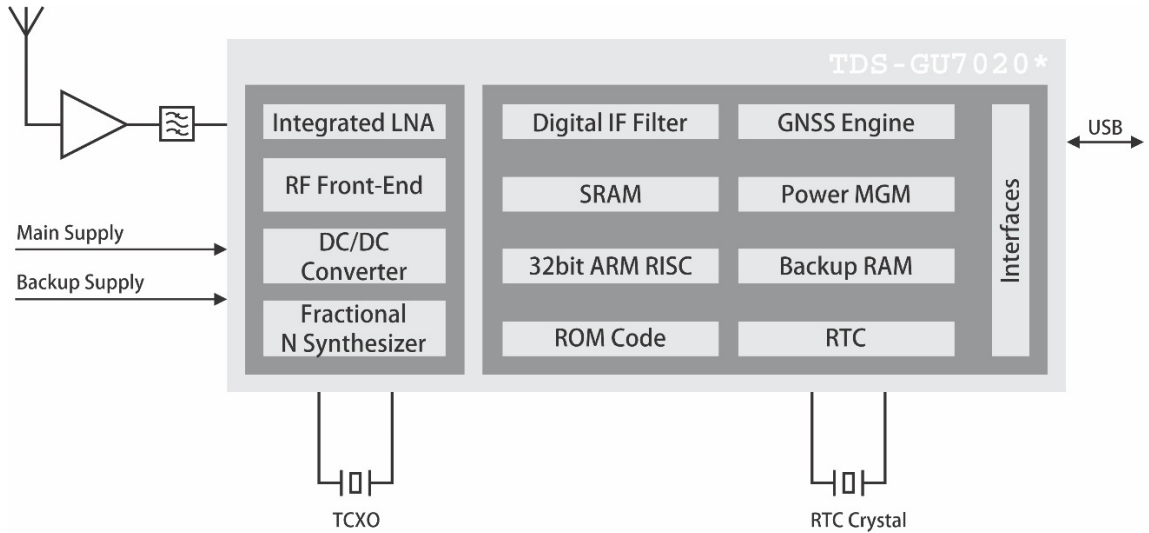 TDS-GU7020*
Integrated LNA
RF Front-End
DC/DC
Converter
Fractional
N Synthesizer
Digital IF Filter
GNSS Engine
SRAM
Power MGM
32bit ARM RISC
Backup RAM
ROM Code
RTC
Interfaces
USB
Main Supply
Backup Supply
TCXO
RTC Crystal